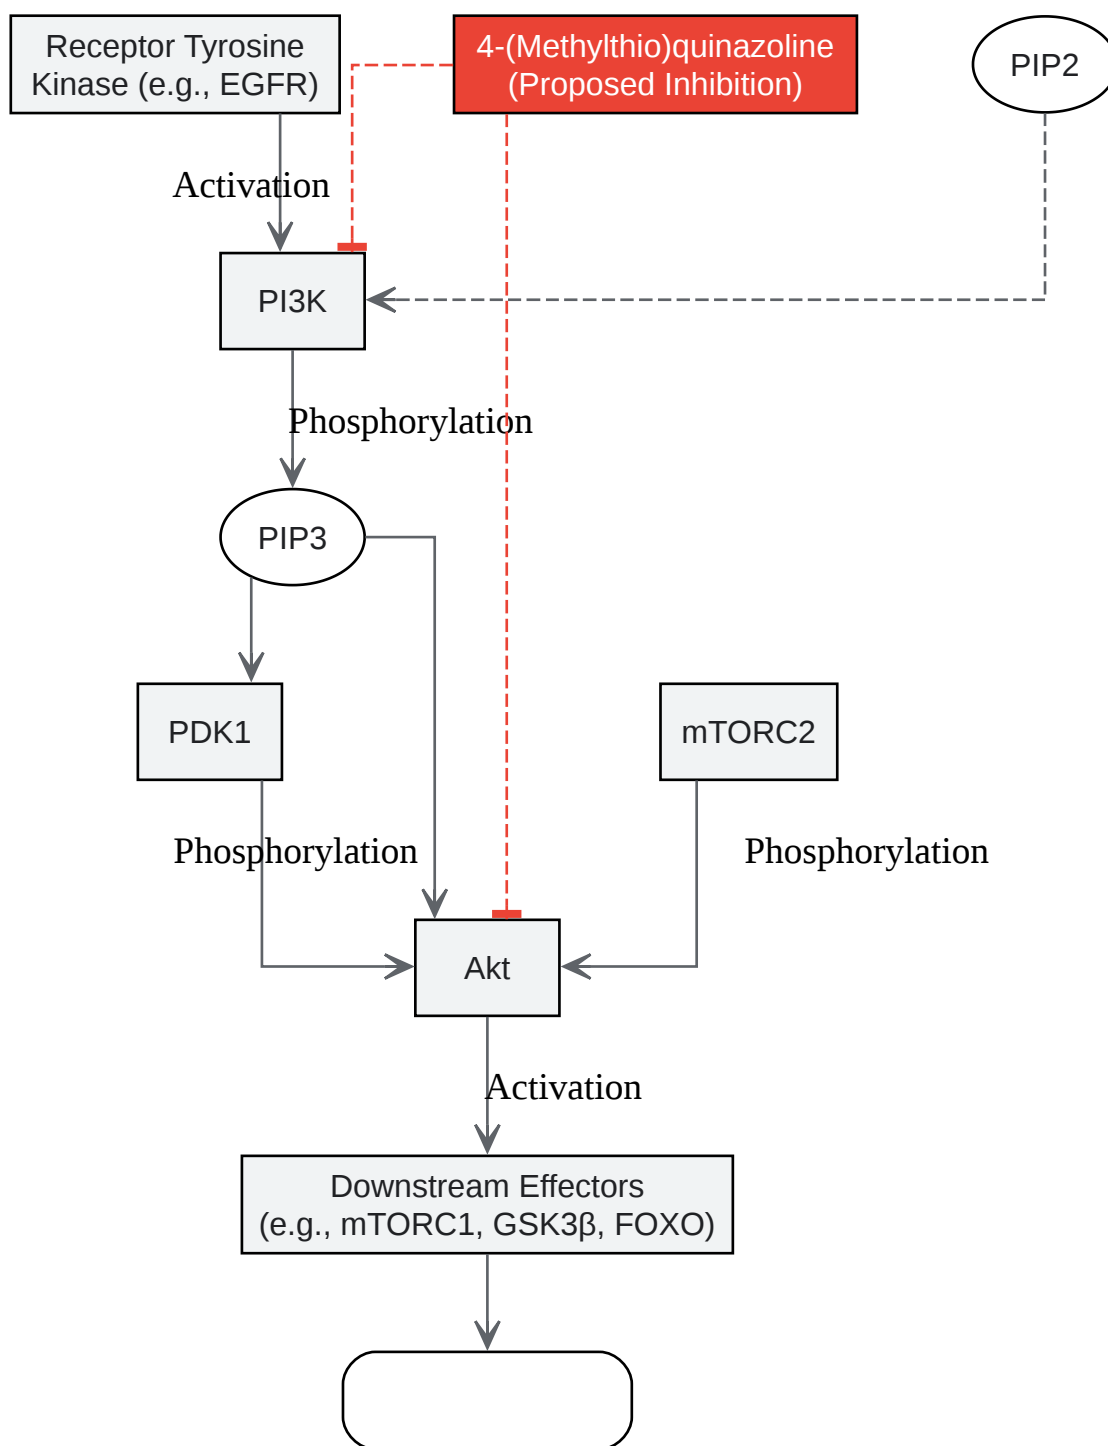 Receptor Tyrosine
Kinase (e.g., EGFR)
4-(Methylthio)quinazoline
(Proposed Inhibition)
PIP2
Activation
PI3K
Phosphorylation
PIP3
PDK1
mTORC2
Phosphorylation
Phosphorylation
Akt
Activation
Downstream Effectors
(e.g., mTORC1, GSK3β, FOXO)